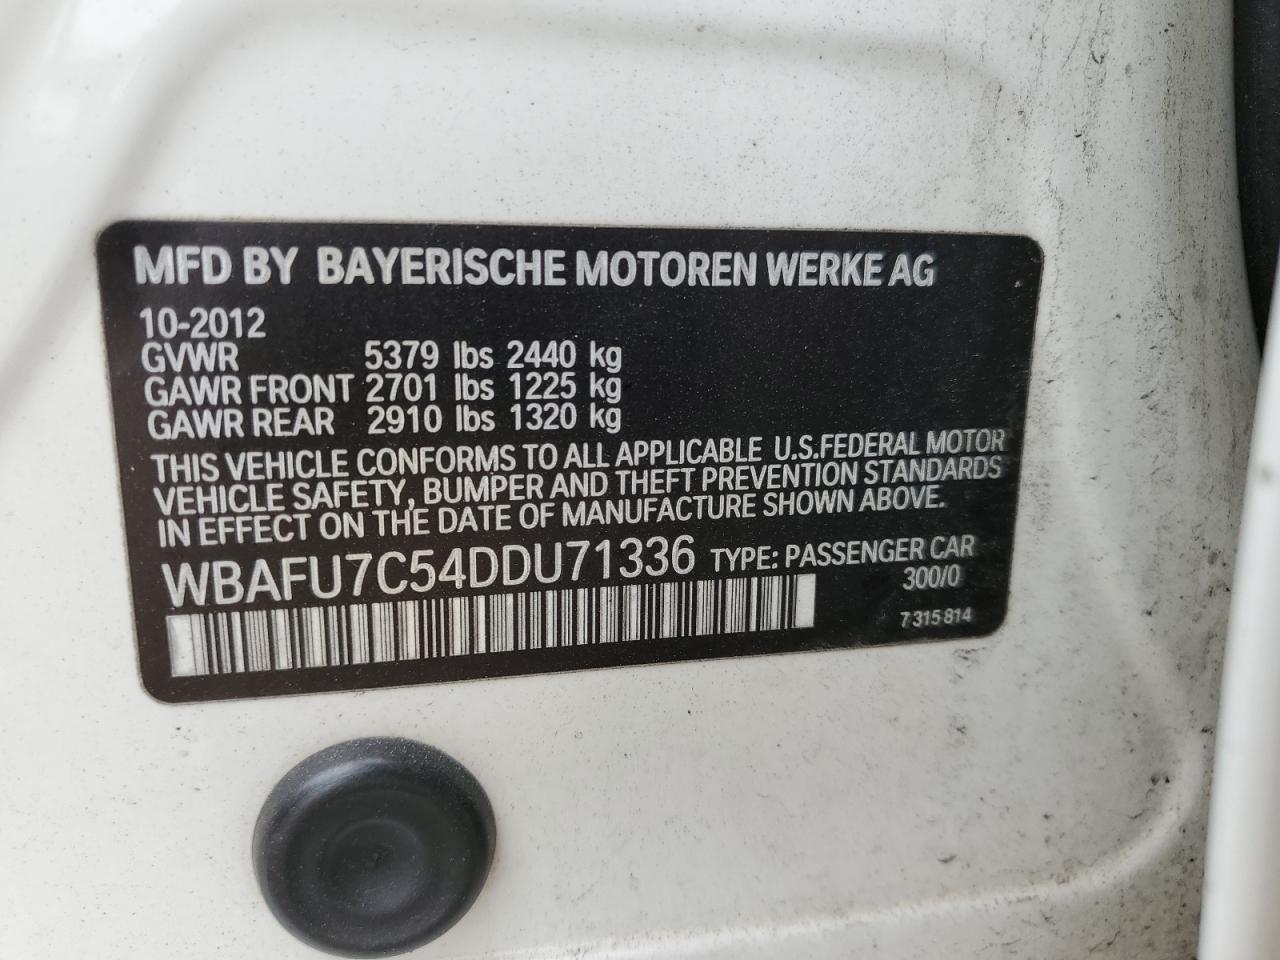 MFD BY BAYERISCHE MOTOREN WERKE AG
10-2012
GVWR 5379 lbs 2440 kg
GAWR FRONT 2701 lbs 1225 kg
GAWR REAR 2910 lbs 1320 kg
THIS VEHICLE CONFORMS TO ALL APPLICABLE U.S.FEDERAL MOTOR
VEHICLE SAFETY, BUMPER AND THEFT PREVENTION STANDARDS
IN EFFECT ON THE DATE OF MANUFACTURE SHOWN ABOVE.
WBAFU7C54DDU71336 TYPE: PASSENGER CAR
300/0
7 315 814